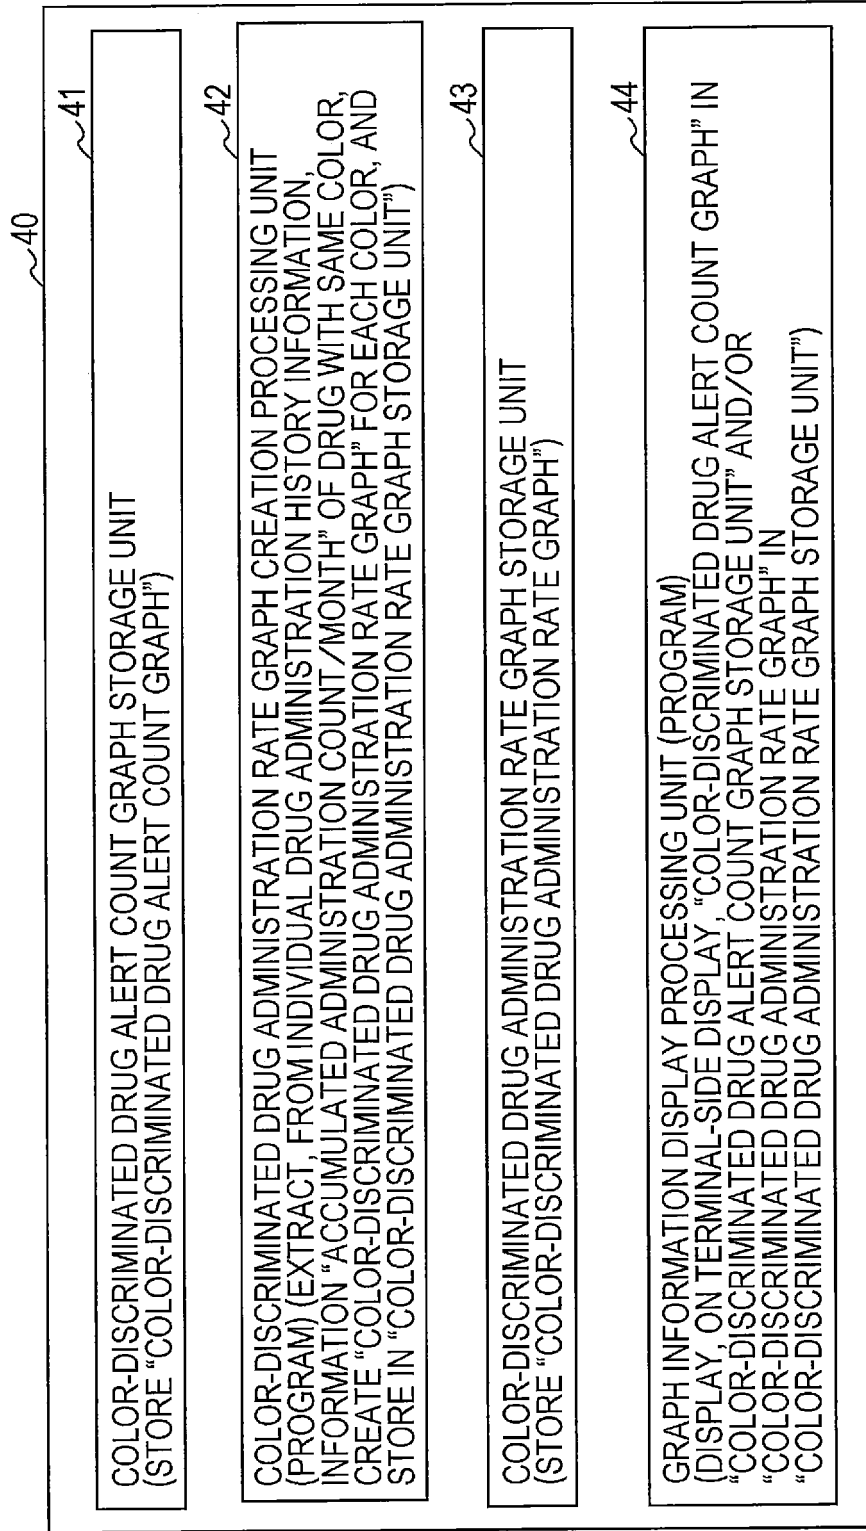 40
41
COLOR-DISCRIMINATED DRUG ALERT COUNT GRAPH STORAGE UNIT
(STORE “COLOR-DISCRIMINATED DRUG ALERT COUNT GRAPH”)
42
COLOR-DISCRIMINATED DRUG ADMINISTRATION RATE GRAPH CREATION PROCESSING UNIT
(PROGRAM) (EXTRACT, FROM INDIVIDUAL DRUG ADMINISTRATION HISTORY INFORMATION,
INFORMATION “ACCUMULATED ADMINISTRATION COUNT/MONTH” OF DRUG WITH SAME COLOR,
CREATE “COLOR-DISCRIMINATED DRUG ADMINISTRATION RATE GRAPH” FOR EACH COLOR, AND
STORE IN “COLOR-DISCRIMINATED DRUG ADMINISTRATION RATE GRAPH STORAGE UNIT”)
43
COLOR-DISCRIMINATED DRUG ADMINISTRATION RATE GRAPH STORAGE UNIT
(STORE “COLOR-DISCRIMINATED DRUG ADMINISTRATION RATE GRAPH”)
44
GRAPH INFORMATION DISPLAY PROCESSING UNIT (PROGRAM)
(DISPLAY, ON TERMINAL-SIDE DISPLAY, “COLOR-DISCRIMINATED DRUG ALERT COUNT GRAPH” IN
“COLOR-DISCRIMINATED DRUG ALERT COUNT GRAPH STORAGE UNIT” AND/OR
“COLOR-DISCRIMINATED DRUG ADMINISTRATION RATE GRAPH” IN
“COLOR-DISCRIMINATED DRUG ADMINISTRATION RATE GRAPH STORAGE UNIT”)